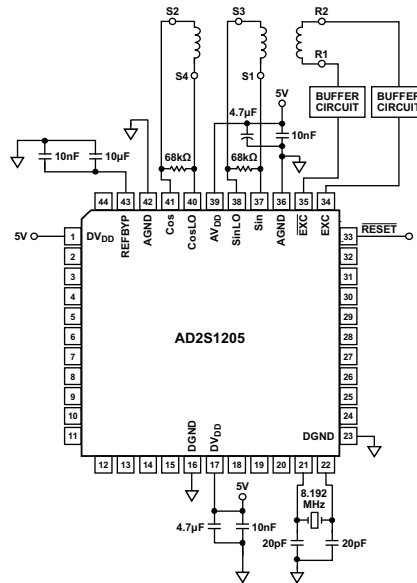 S2
S3
R2
S4
S1
R1
BUFFER
CIRCUIT
BUFFER
CIRCUIT
5V
4.7µF
10nF
10nF
10µF
68kΩ
68kΩ
44
43
42
41
40
39
38
37
36
35
34
REFBYP
AGND
Cos
CosLO
AVDD
SinLO
Sin
AGND
EXC
EXC
5V
1
DVDD
2
3
4
5
6
7
8
9
10
11
AD2S1205
33
RESET
32
31
30
29
28
27
26
25
24
DGND
23
DGND
DVDD
12
13
14
15
16
17
18
19
20
21
22
5V
4.7µF
10nF
8.192
MHz
20pF
20pF